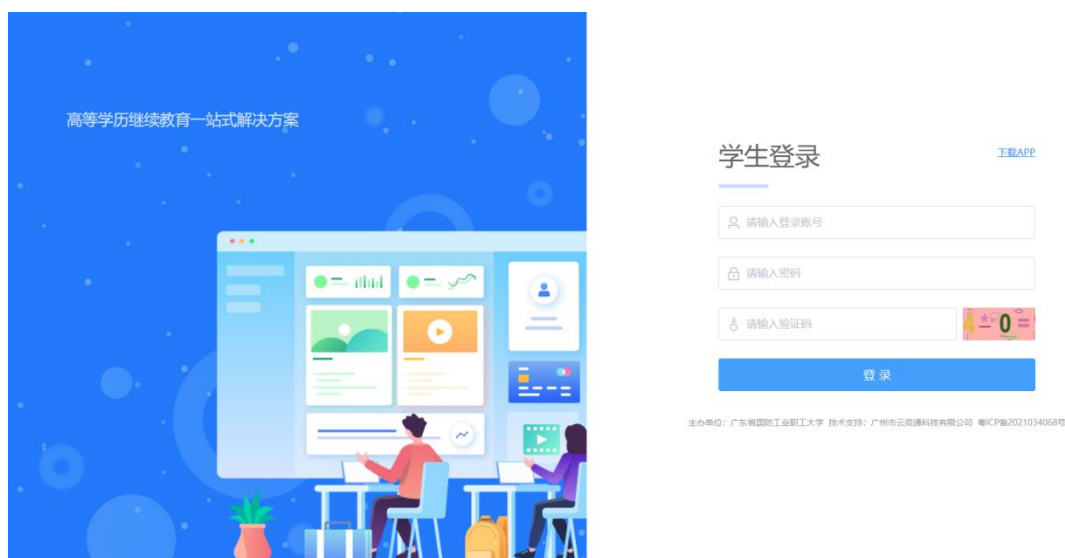 高等学历继续教育一站式解决方案
学生登录
下载APP
请输入登录账号
请输入密码
请输入验证码
登 录
主办单位：广东省国防工业职工大学 技术支持：广州市云奕通科技有限公司 粤ICP备2021034068号